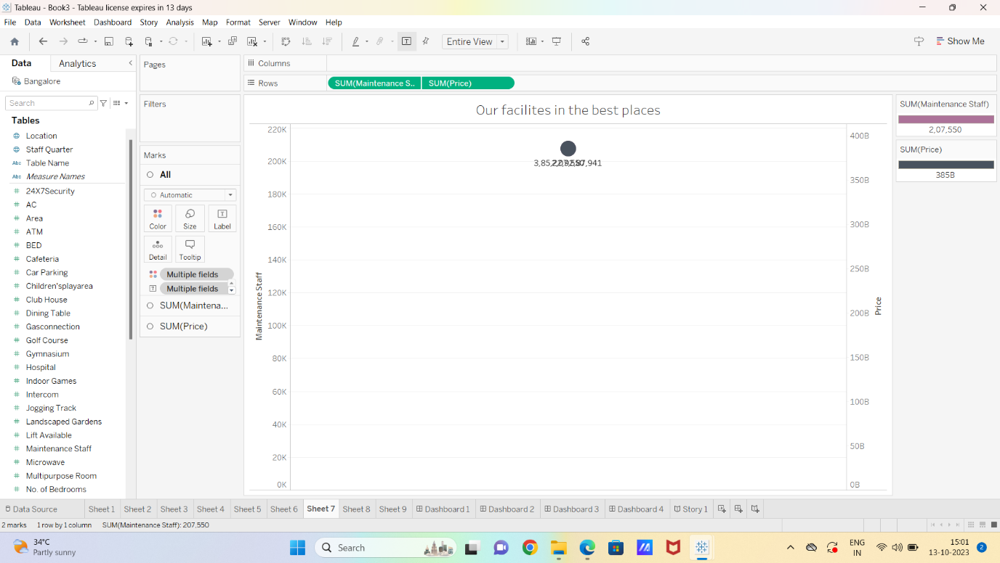 Tableau - Book3 - Tableau license expires in 13 days
File Data Worksheet Dashboard Story Analysis Map Format Server Window Help
Entire View
Show Me
Data Analytics
Bangalore
Search
Tables
Location
Staff Quarter
Abc Table Name
Abc Measure Names
24X7Security
AC
Area
ATM
BED
Cafeteria
Car Parking
Children'splayarea
Club House
Dining Table
Gasconnection
Golf Course
Gymnasium
Hospital
Indoor Games
Intercom
Jogging Track
Landscaped Gardens
Lift Available
Maintenance Staff
Microwave
Multipurpose Room
No. of Bedrooms
Pages
Filters
Marks
All
Automatic
Color Size Label
Detail Tooltip
Multiple fields
Multiple fields
SUM(Maintena...
SUM(Price)
Columns
Rows SUM(Maintenance S.. SUM(Price)
Our facilites in the best places
220K
200K
180K
160K
140K
120K
100K
80K
60K
40K
20K
0K
Maintenance Staff
400B
350B
300B
250B
200B
150B
100B
50B
0B
Price
SUM(Maintenance Staff)
2,07,550
SUM(Price)
385B
Data Source Sheet 1 Sheet 2 Sheet 3 Sheet 4 Sheet 5 Sheet 6 Sheet 7 Sheet 8 Sheet 9 Dashboard 1 Dashboard 2 Dashboard 3 Dashboard 4 Story 1
2 marks 1 row by 1 column SUM(Maintenance Staff): 207,550
34°C
Partly sunny
Search
ENG
IN
15:01
13-10-2023
2